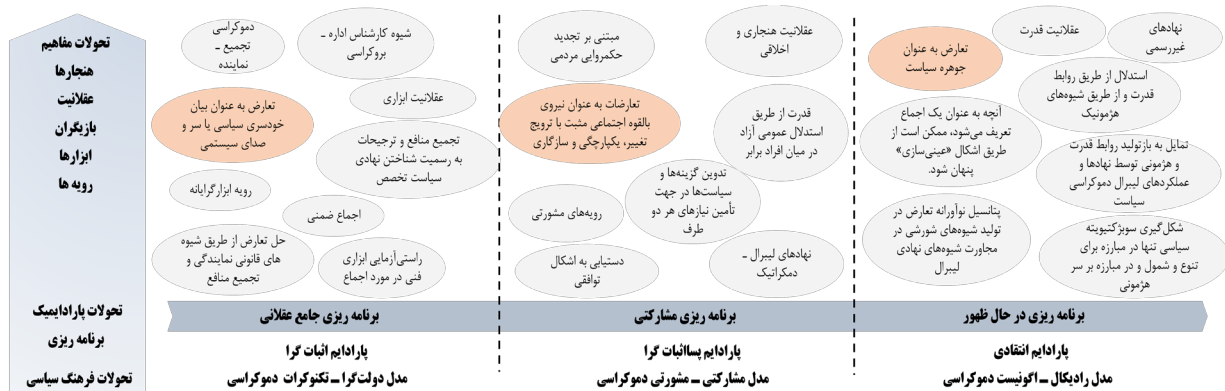 تحولات مفاهیم
هنجارها
عقلانیت
بازیگران
ابزارها
رویه ها
تحولات پارادایمیک
برنامه ریزی
تحولات فرهنگ سیاسی
دموکراسی
تجمیع ـ
نماینده
شیوه کارشناس اداره ـ
بروکراسی
عقلانیت ابزاری
تعارض به عنوان بیان
خودسری سیاسی یا سر و
صدای سیستمی
تجمیع منافع و ترجیحات
به رسمیت شناختن نهادی
سیاست تخصص
رویه ابزارگرایانه
اجماع ضمنی
حل تعارض از طریق شیوه
های قانونی نمایندگی و
تجمیع منافع
راستی‌آزمایی ابزاری
فنی در مورد اجماع
برنامه ریزی جامع عقلانی
پارادایم اثبات گرا
مدل دولت‌گرا ـ تکنوکرات دموکراسی
مبتنی بر تجدید
حکمروایی مردمی
عقلانیت هنجاری و
اخلاقی
تعارضات به عنوان نیروی
بالقوه اجتماعی مثبت با ترویج
تغییر، یکپارچگی و سازگاری
قدرت از طریق
استدلال عمومی آزاد
در میان افراد برابر
تدوین گزینه‌ها و
سیاست‌ها در جهت
تأمین نیازهای هر دو
طرف
رویه‌های مشورتی
دستیابی به اشکال
توافقی
نهادهای لیبرال ـ
دمکراتیک
برنامه ریزی مشارکتی
پارادایم پسااثبات گرا
مدل مشارکتی ـ مشورتی دموکراسی
تعارض به عنوان
جوهره سیاست
عقلانیت قدرت
نهادهای
غیررسمی
استدلال از طریق روابط
قدرت و از طریق شیوه‌های
هژمونیک
آنچه به عنوان یک اجماع
تعریف می‌شود، ممکن است از
طریق اشکال «عینی‌سازی»
پنهان شود.
تمایل به بازتولید روابط قدرت
و هژمونی توسط نهادها و
عملکردهای لیبرال دموکراسی
سیاست
پتانسیل نوآورانه تعارض در
تولید شیوه‌های شورشی در
مجاورت شیوه‌های نهادی
لیبرال
شکل‌گیری سوبژکتیویته
سیاسی تنها در مبارزه برای
تنوع و شمول و در مبارزه بر سر
هژمونی
برنامه ریزی در حال ظهور
پارادایم انتقادی
مدل رادیکال ـ اگونیست دموکراسی